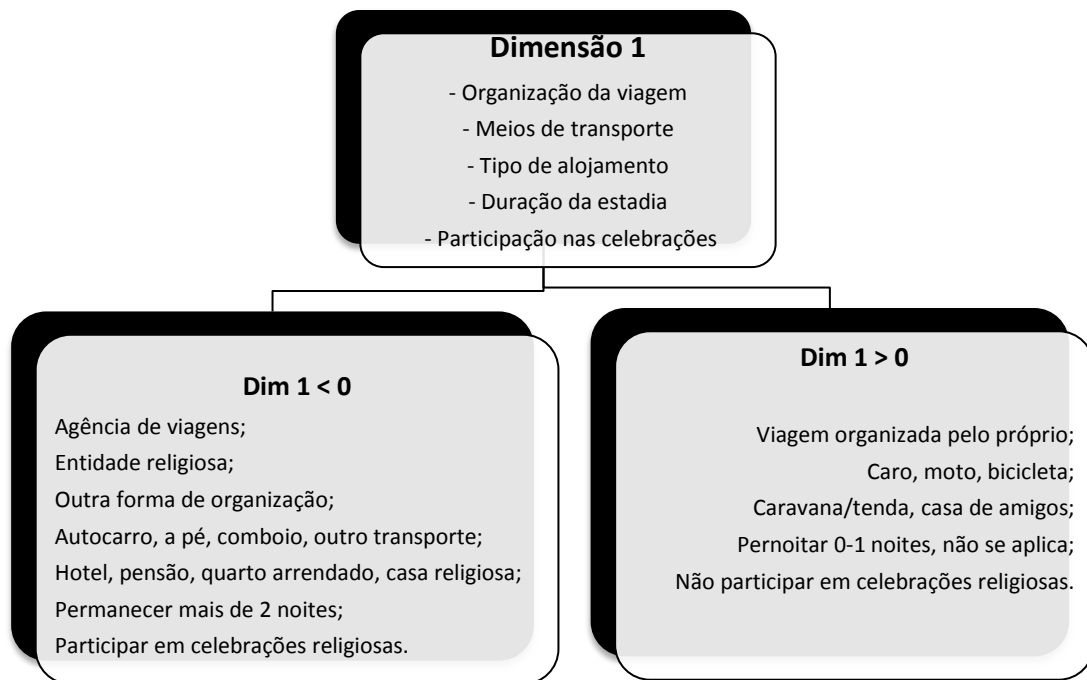 Dimensão 1
- Organização da viagem
- Meios de transporte
- Tipo de alojamento
- Duração da estadia
- Participação nas celebrações
Dim 1 < 0
Agência de viagens;
Entidade religiosa;
Outra forma de organização;
Autocarro, a pé, comboio, outro transporte;
Hotel, pensão, quarto arrendado, casa religiosa;
Permanecer mais de 2 noites;
Participar em celebrações religiosas.
Dim 1 > 0
Viagem organizada pelo próprio;
Caro, moto, bicicleta;
Caravana/tenda, casa de amigos;
Pernoitar 0-1 noites, não se aplica;
Não participar em celebrações religiosas.